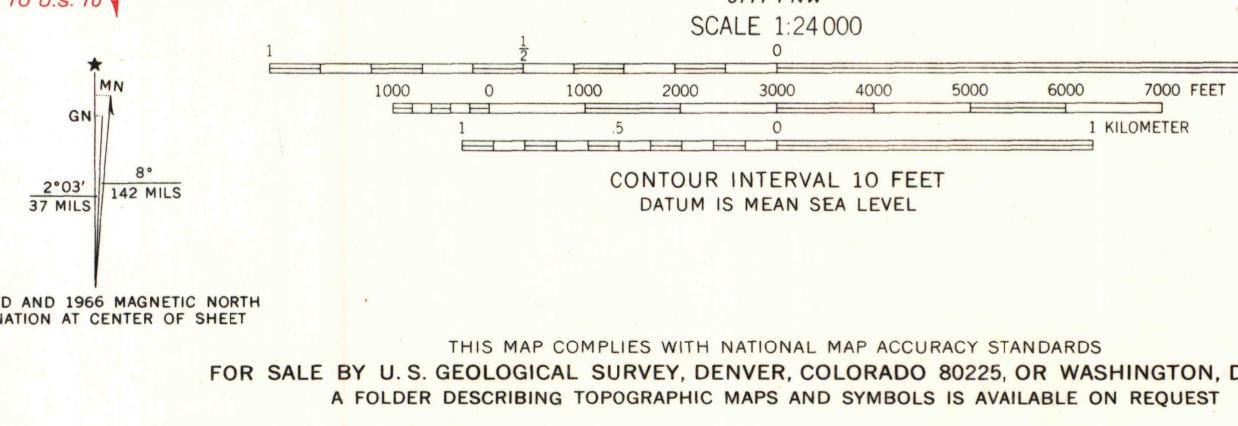 TO U.S. 10
SCALE 1:24 000
1 ½ 0
1000 0 1000 2000 3000 4000 5000 6000 7000 FEET
1 .5 0 1 KILOMETER
CONTOUR INTERVAL 10 FEET
DATUM IS MEAN SEA LEVEL
★
MN
GN
2°03′
37 MILS
8°
142 MILS
D AND 1966 MAGNETIC NORTH
NATION AT CENTER OF SHEET
THIS MAP COMPLIES WITH NATIONAL MAP ACCURACY STANDARDS
FOR SALE BY U.S. GEOLOGICAL SURVEY, DENVER, COLORADO 80225, OR WASHINGTON, D
A FOLDER DESCRIBING TOPOGRAPHIC MAPS AND SYMBOLS IS AVAILABLE ON REQUEST